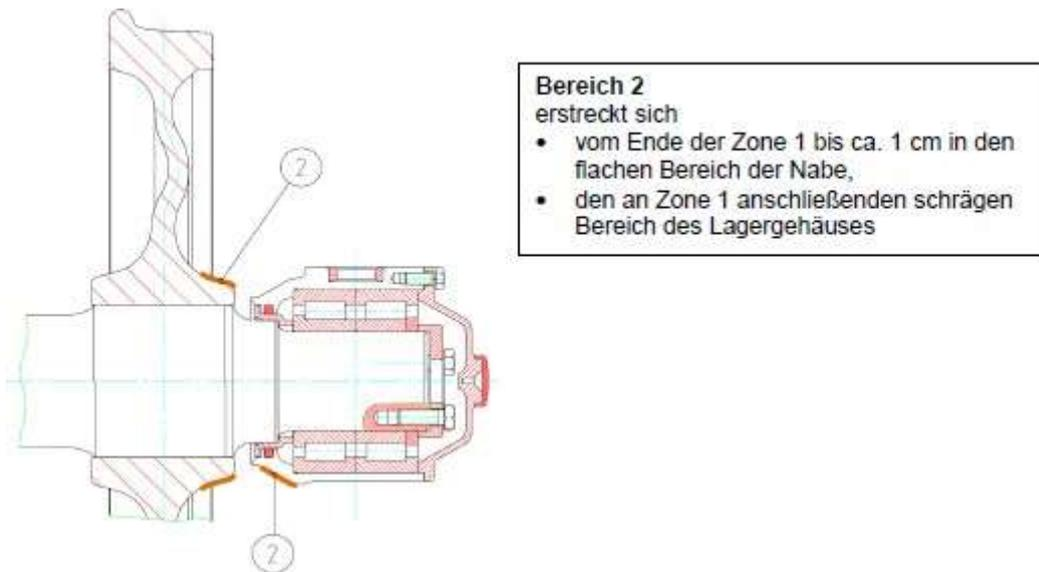 Bereich 2
erstreckt sich
• vom Ende der Zone 1 bis ca. 1 cm in den
flachen Bereich der Nabe,
• den an Zone 1 anschließenden schrägen
Bereich des Lagergehäuses
2
2